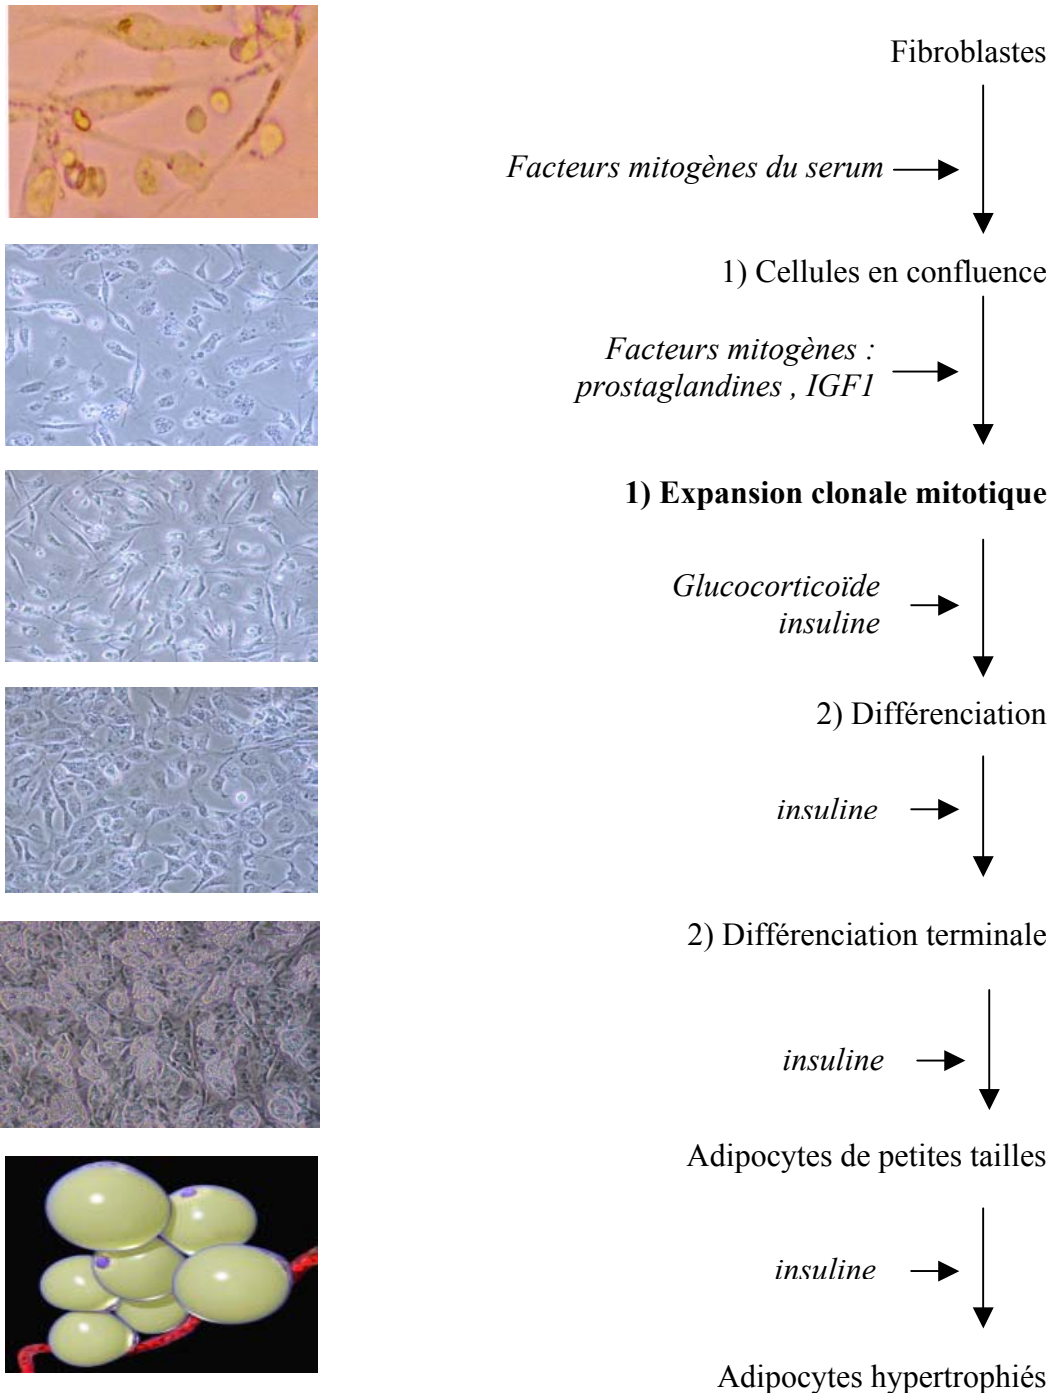 Fibroblastes
Facteurs mitogènes du serum
1) Cellules en confluence
Facteurs mitogènes :
prostaglandines , IGF1
1) Expansion clonale mitotique
Glucocorticoïde
insuline
2) Différenciation
insuline
2) Différenciation terminale
insuline
Adipocytes de petites tailles
insuline
Adipocytes hypertrophiés